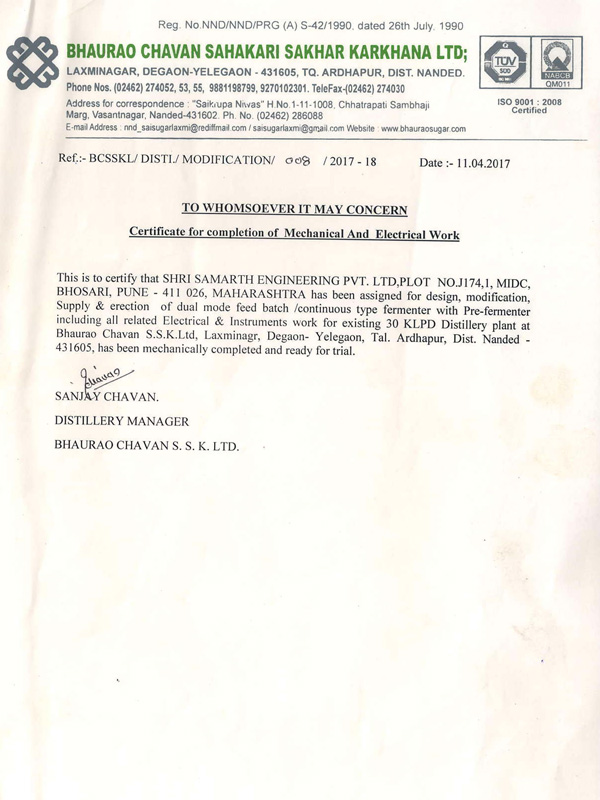 Reg. No.NND/NND/PRG (A) S-42/1990, dated 26th July, 1990
BHAURAO CHAVAN SAHAKARI SAKHAR KARKHANA LTD;
LAXMINAGAR, DEGAON-YELEGAON - 431605, TQ. ARDHAPUR, DIST. NANDED.
Phone Nos. (02462) 274052, 53, 55, 9881198799, 9270102301. TeleFax-(02462) 274030
Address for correspondence : "Saikrupa Niwas" H.No.1-11-1008, Chhatrapati Sambhaji
Marg, Vasantnagar, Nanded-431602. Ph. No. (02462) 286088
E-mail Address : nnd_saisugarlaxmi@rediffmail.com / saisugarlaxmi@gmail.com Website : www.bhauraosugar.com
TÜV
NABCB
QM011
ISO 9001 : 2008
Certified
Ref.:- BCSSKL/ DISTI./ MODIFICATION/ 008 / 2017 - 18 Date :- 11.04.2017
TO WHOMSOEVER IT MAY CONCERN
Certificate for completion of Mechanical And Electrical Work
This is to certify that SHRI SAMARTH ENGINEERING PVT. LTD,PLOT NO.J174,1, MIDC,
BHOSARI, PUNE - 411 026, MAHARASHTRA has been assigned for design, modification,
Supply & erection of dual mode feed batch /continuous type fermenter with Pre-fermenter
including all related Electrical & Instruments work for existing 30 KLPD Distillery plant at
Bhaurao Chavan S.S.K.Ltd, Laxminagr, Degaon- Yelegaon, Tal. Ardhapur, Dist. Nanded -
431605, has been mechanically completed and ready for trial.
Chavan
SANJAY CHAVAN.
DISTILLERY MANAGER
BHAURAO CHAVAN S. S. K. LTD.